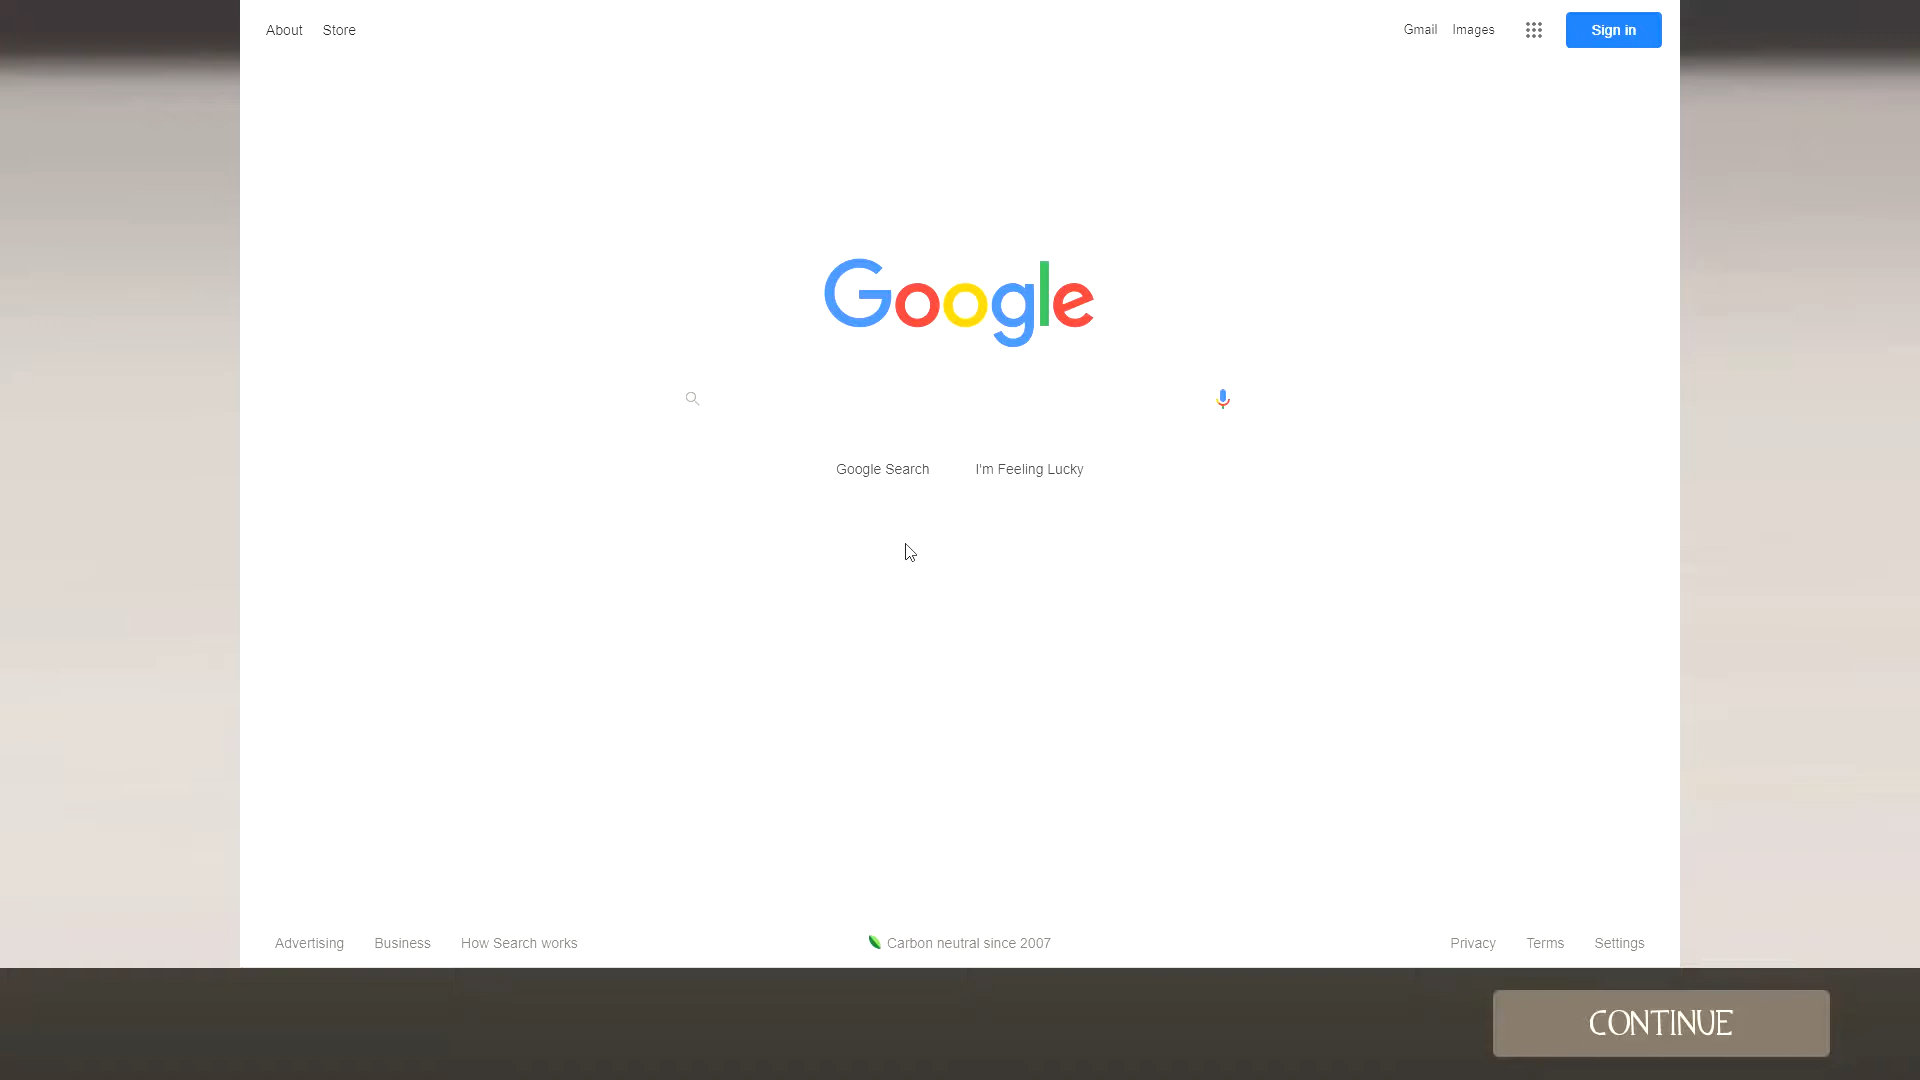 About Store Gmail Images Sign in
Google
Google Search I'm Feeling Lucky
Advertising Business How Search works Carbon neutral since 2007 Privacy Terms Settings
CONTINUE